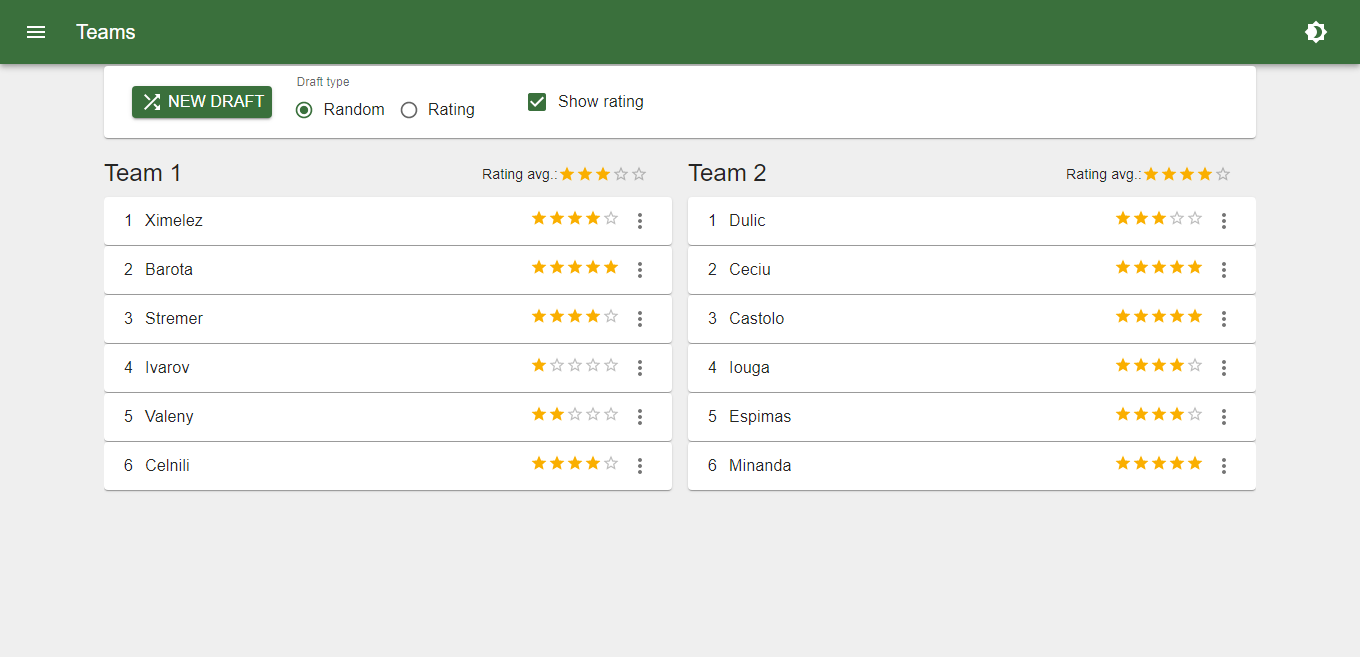 Teams
NEW DRAFT
Draft type
Random
Rating
Show rating
Team 1
Rating avg.:
1 Ximelez
2 Barota
3 Stremer
4 Ivarov
5 Valeny
6 Celnili
Team 2
Rating avg.:
1 Dulic
2 Ceciu
3 Castolo
4 Iouga
5 Espimas
6 Minanda